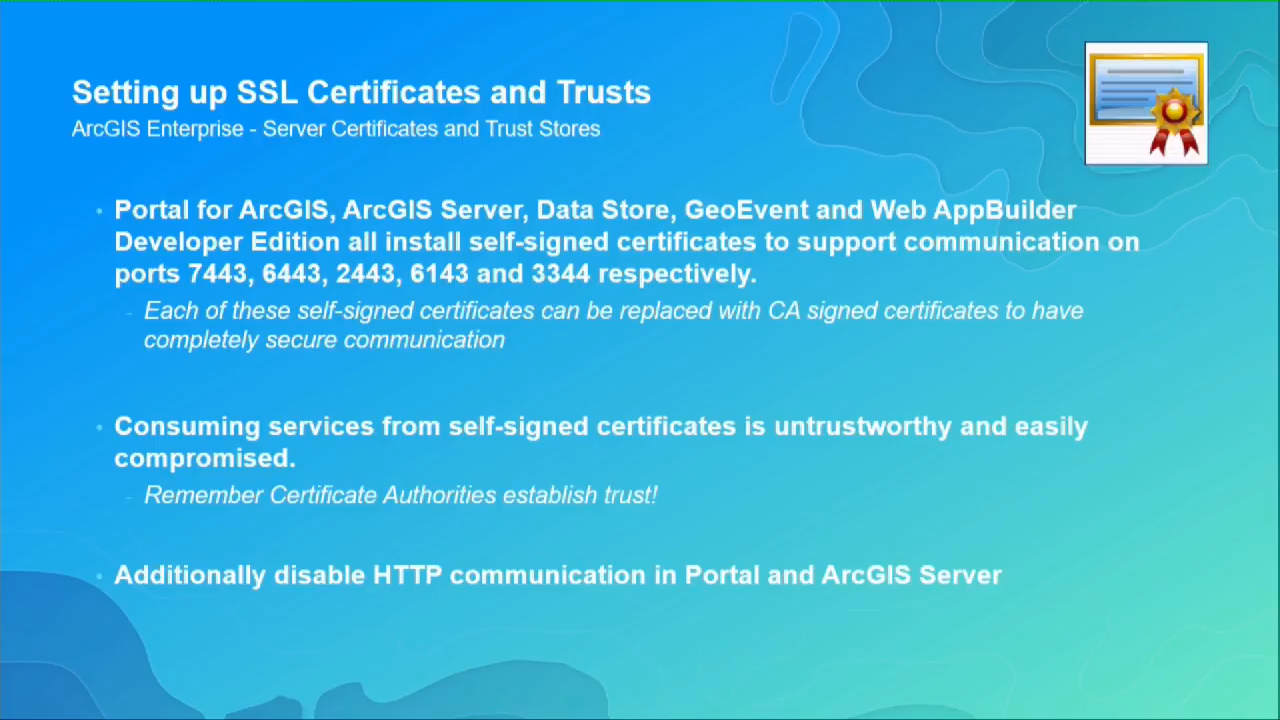 Setting up SSL Certificates and Trusts
ArcGIS Enterprise - Server Certificates and Trust Stores
• Portal for ArcGIS, ArcGIS Server, Data Store, GeoEvent and Web AppBuilder
Developer Edition all install self-signed certificates to support communication on
ports 7443, 6443, 2443, 6143 and 3344 respectively.
- Each of these self-signed certificates can be replaced with CA signed certificates to have
completely secure communication
• Consuming services from self-signed certificates is untrustworthy and easily
compromised.
- Remember Certificate Authorities establish trust!
• Additionally disable HTTP communication in Portal and ArcGIS Server